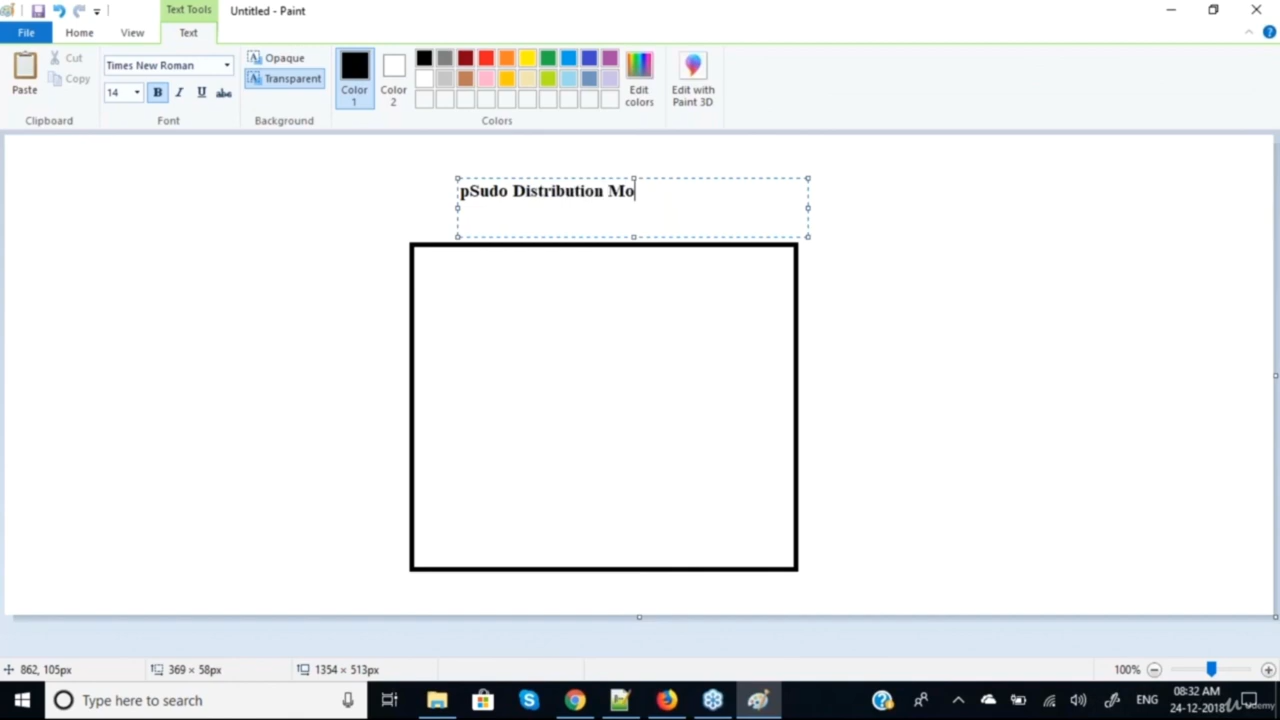 Text Tools
Untitled - Paint
File
Home
View
Text
Paste
Cut
Copy
Clipboard
Times New Roman
14
B
I
U
abc
Font
Opaque
Transparent
Background
Color 1
Color 2
Edit colors
Colors
Edit with Paint 3D
pSudo Distribution Mo
862, 105px
369 × 58px
1354 × 513px
100%
Type here to search
ENG
08:32 AM
24-12-2018
Udemy